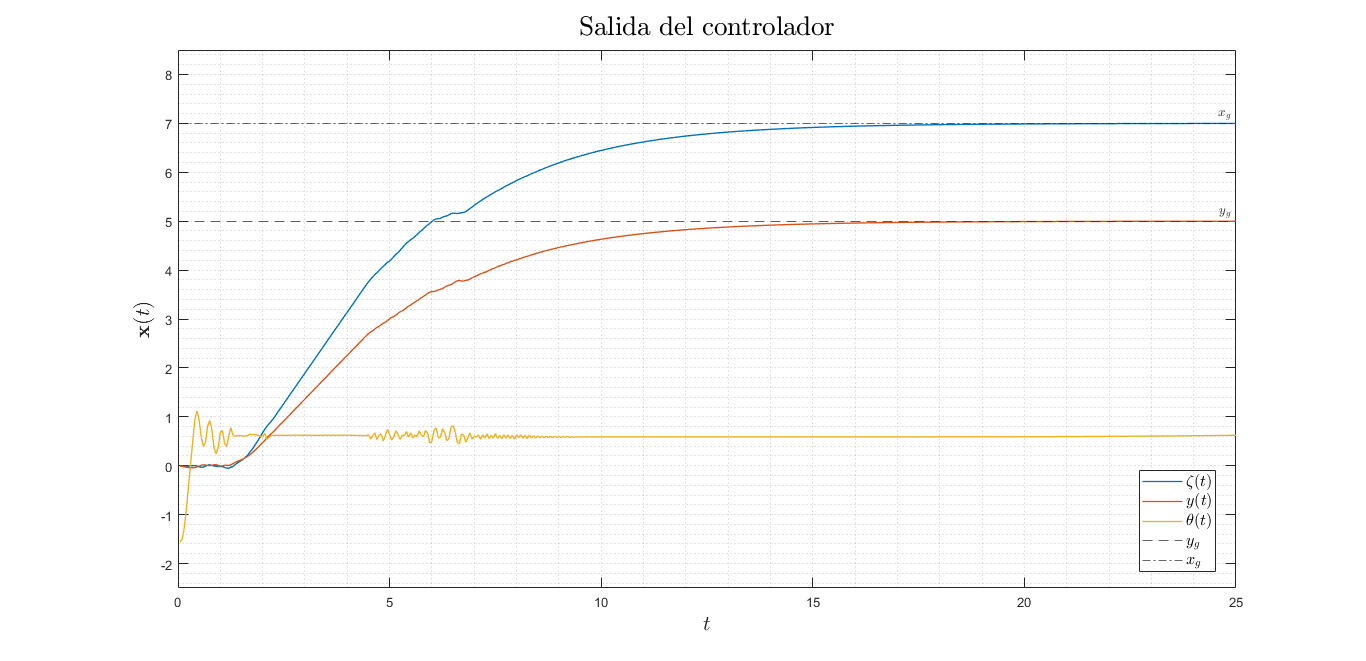 Salida del controlador
x(t)
8
7
6
5
4
3
2
1
0
-1
-2
x_g
y_g
ζ(t)
y(t)
θ(t)
y_g
x_g
0 5 10 15 20 25
t